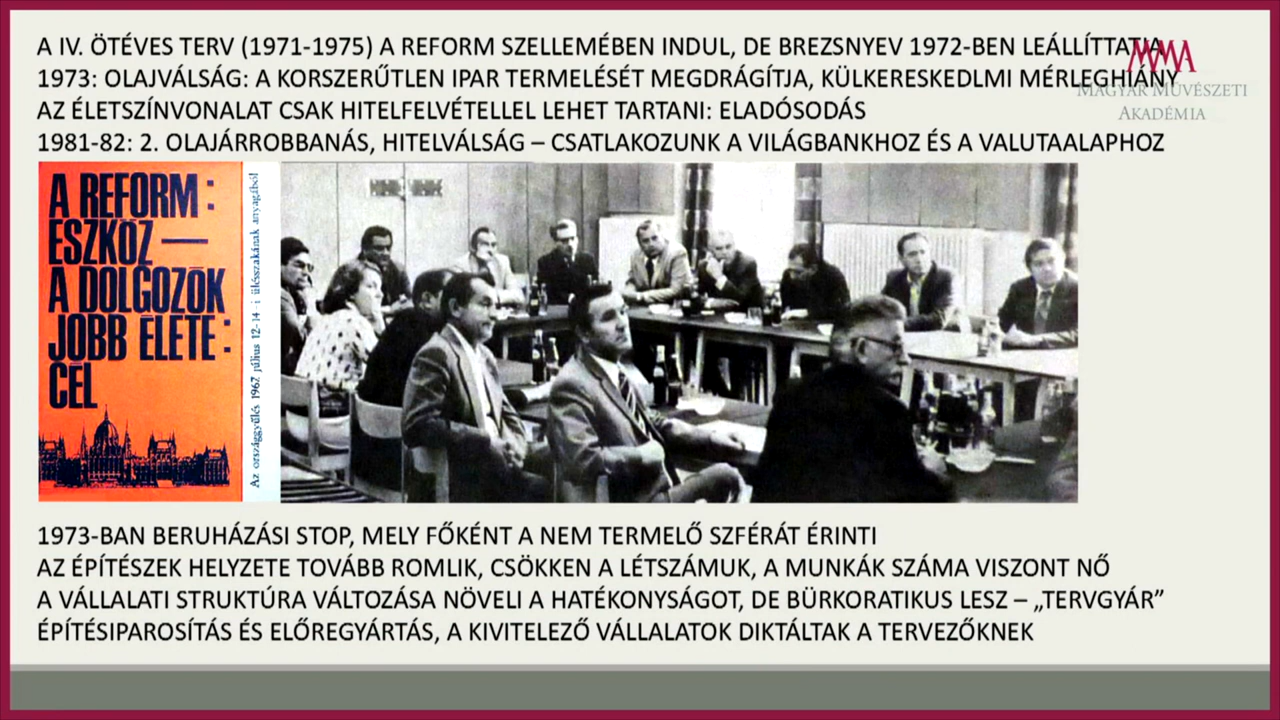 A IV. ÖTÉVES TERV (1971-1975) A REFORM SZELLEMÉBEN INDUL, DE BREZSNYEV 1972-BEN LEÁLLÍTTATJA
1973: OLAJVÁLSÁG: A KORSZERŰTLEN IPAR TERMELÉSÉT MEGDRÁGÍTJA, KÜLKERESKEDLMI MÉRLEGHIÁNY
AZ ÉLETSZÍNVONALAT CSAK HITELFELVÉTELLEL LEHET TARTANI: ELADÓSODÁS
1981-82: 2. OLAJÁRROBBANÁS, HITELVÁLSÁG – CSATLAKOZUNK A VILÁGBANKHOZ ÉS A VALUTAALAPHOZ
MMA
MAGYAR MŰVÉSZETI
AKADÉMIA
A REFORM:
ESZKÖZ —
A DOLGOZÓK
JOBB ÉLETE:
CÉL
Az országgyűlés 1967 július 12-14-i ülésszakának anyagából
1973-BAN BERUHÁZÁSI STOP, MELY FŐKÉNT A NEM TERMELŐ SZFÉRÁT ÉRINTI
AZ ÉPÍTÉSZEK HELYZETE TOVÁBB ROMLIK, CSÖKKEN A LÉTSZÁMUK, A MUNKÁK SZÁMA VISZONT NŐ
A VÁLLALATI STRUKTÚRA VÁLTOZÁSA NÖVELI A HATÉKONYSÁGOT, DE BÜRKORATIKUS LESZ – „TERVGYÁR”
ÉPÍTÉSIPAROSÍTÁS ÉS ELŐREGYÁRTÁS, A KIVITELEZŐ VÁLLALATOK DIKTÁLTAK A TERVEZŐKNEK